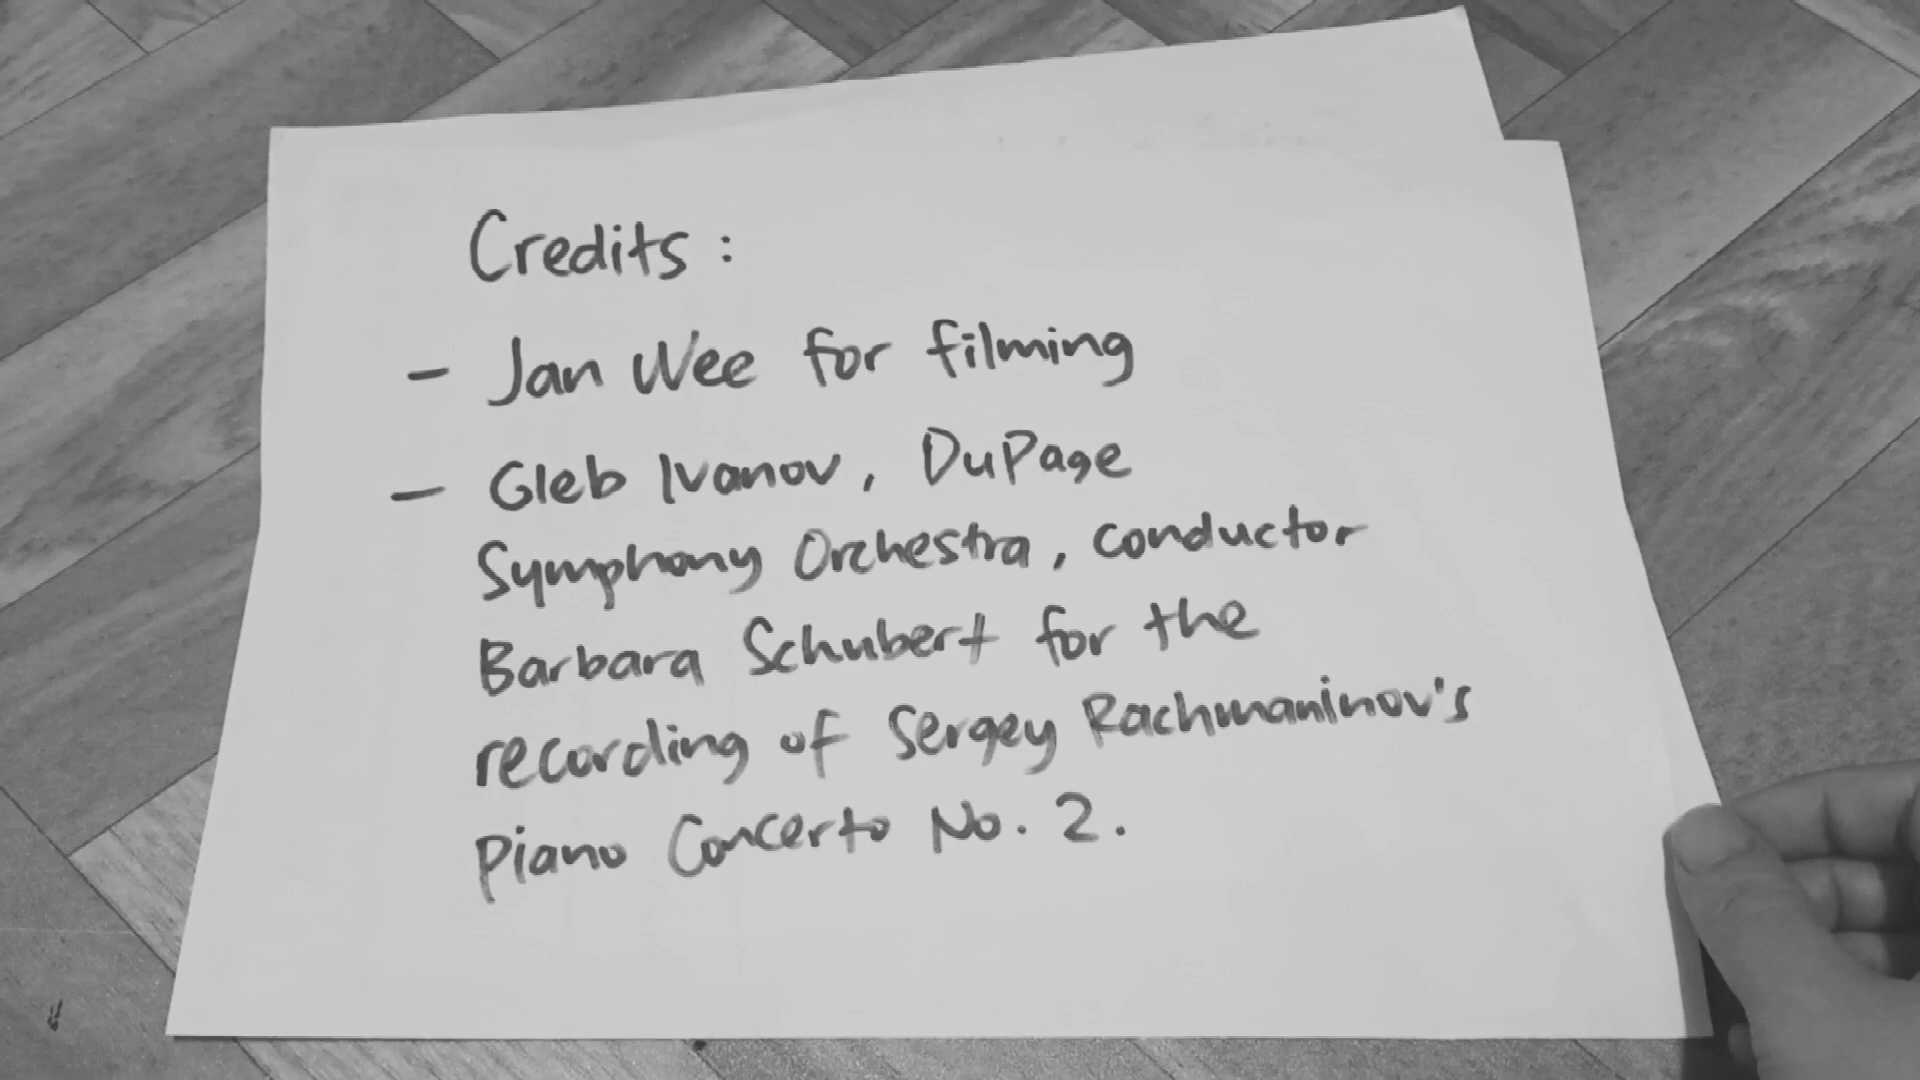 Credits :
- Jan Wee for filming
- Gleb Ivanov, DuPage
Symphony Orchestra, conductor
Barbara Schubert for the
recording of Sergey Rachmaninov's
Piano Concerto No. 2.